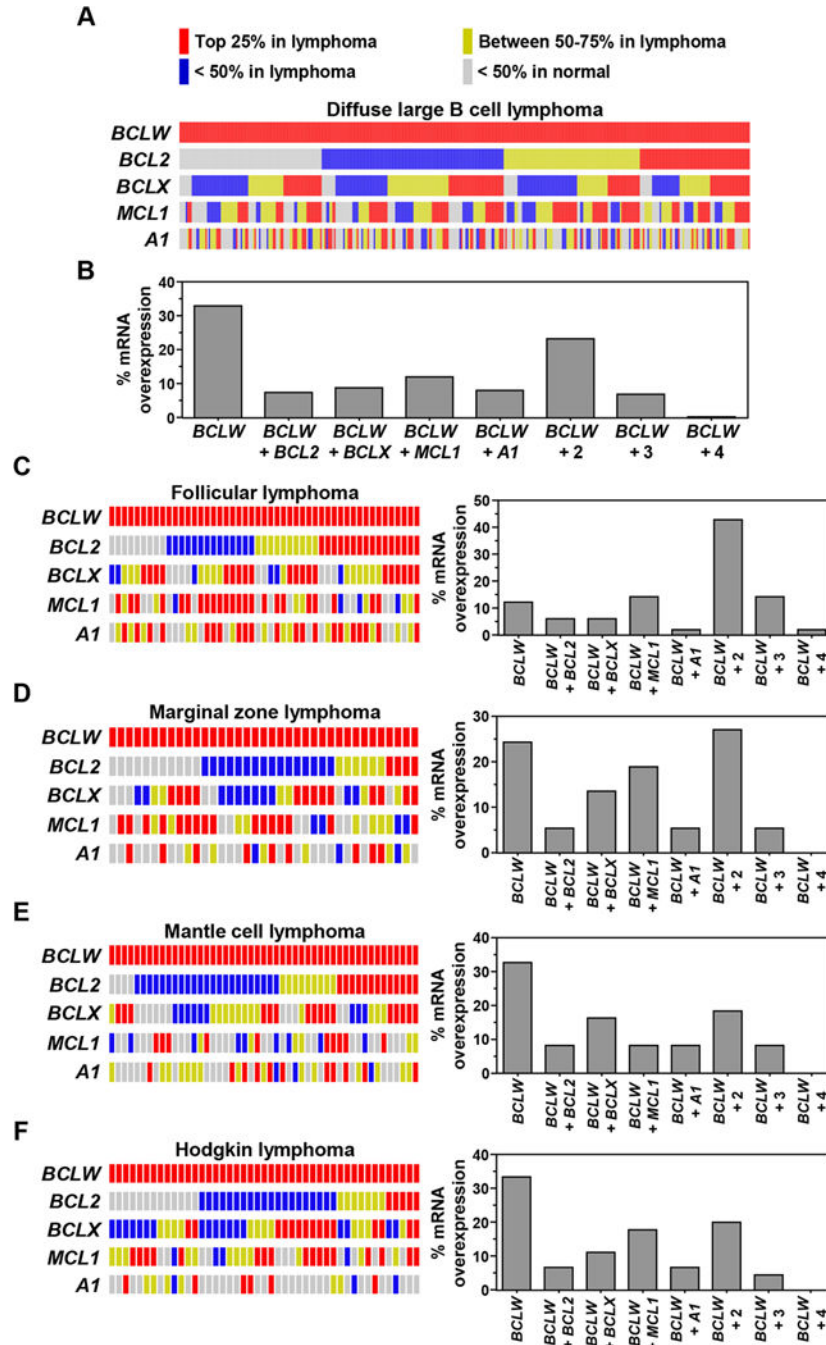 A
Top 25% in lymphoma
Between 50-75% in lymphoma
< 50% in lymphoma
< 50% in normal
Diffuse large B cell lymphoma
BCLW
BCL2
BCLX
MCL1
A1
B
% mRNA
overexpression
40
30
20
10
0
BCLW
BCLW
+ BCL2
BCLW
+ BCLX
BCLW
+ MCL1
BCLW
+ A1
BCLW
+ 2
BCLW
+ 3
BCLW
+ 4
C
Follicular lymphoma
BCLW
BCL2
BCLX
MCL1
A1
% mRNA
overexpression
50
40
30
20
10
0
BCLW
BCLW
+ BCL2
BCLW
+ BCLX
BCLW
+ MCL1
BCLW
+ A1
BCLW
+ 2
BCLW
+ 3
BCLW
+ 4
D
Marginal zone lymphoma
BCLW
BCL2
BCLX
MCL1
A1
% mRNA
overexpression
30
20
10
0
BCLW
BCLW
+ BCL2
BCLW
+ BCLX
BCLW
+ MCL1
BCLW
+ A1
BCLW
+ 2
BCLW
+ 3
BCLW
+ 4
E
Mantle cell lymphoma
BCLW
BCL2
BCLX
MCL1
A1
% mRNA
overexpression
40
30
20
10
0
BCLW
BCLW
+ BCL2
BCLW
+ BCLX
BCLW
+ MCL1
BCLW
+ A1
BCLW
+ 2
BCLW
+ 3
BCLW
+ 4
F
Hodgkin lymphoma
BCLW
BCL2
BCLX
MCL1
A1
% mRNA
overexpression
40
30
20
10
0
BCLW
BCLW
+ BCL2
BCLW
+ BCLX
BCLW
+ MCL1
BCLW
+ A1
BCLW
+ 2
BCLW
+ 3
BCLW
+ 4